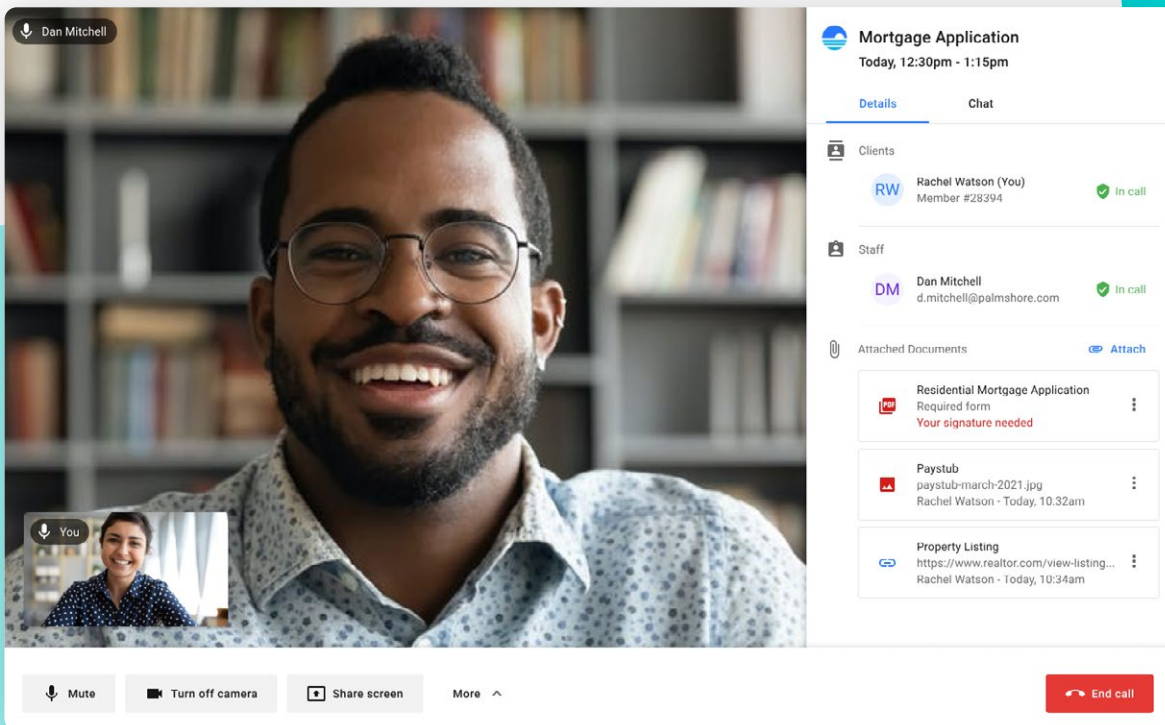 Dan Mitchell
You
Mute
Turn off camera
Share screen
More
End call
Mortgage Application
Today, 12:30pm - 1:15pm
Details
Chat
Clients
RW
Rachel Watson (You)
In call
Member #28394
Staff
DM
Dan Mitchell
In call
d.mitchell@palmshore.com
Attached Documents
Attach
PDF
Residential Mortgage Application
Required form
Your signature needed
Paystub
paystub-march-2021.jpg
Rachel Watson - Today, 10:32am
Property Listing
https://www.realtor.com/view-listing...
Rachel Watson - Today, 10:34am